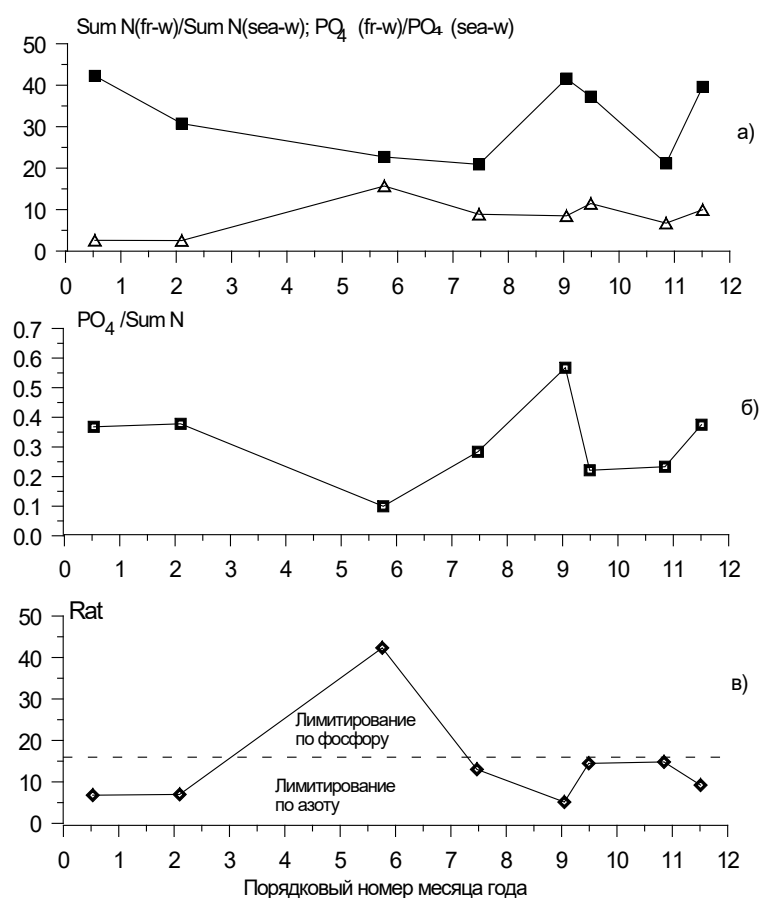 Sum N(fr-w)/Sum N(sea-w); PO4 (fr-w)/PO4 (sea-w)
50
40
30
20
10
0
а)
0 1 2 3 4 5 6 7 8 9 10 11 12
PO4 /Sum N
0.7
0.6
0.5
0.4
0.3
0.2
0.1
0.0
б)
0 1 2 3 4 5 6 7 8 9 10 11 12
Rat
50
40
30
20
10
0
в)
Лимитирование
по фосфору
Лимитирование
по азоту
0 1 2 3 4 5 6 7 8 9 10 11 12
Порядковый номер месяца года